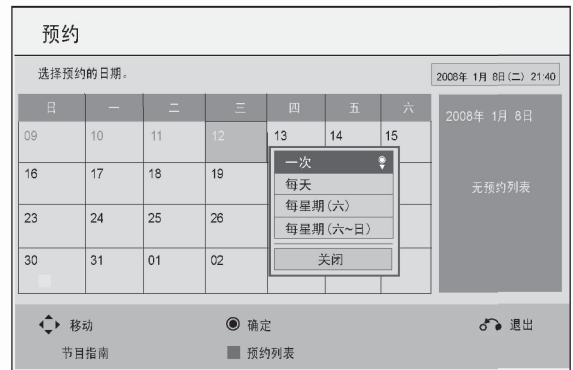 预约
选择预约的日期。
2008年 1月 8日(二) 21:40
日 一 二 三 四 五 六
2008年 1月 8日
09 10 11 12 13 14 15
一次
16 17 18 19
每天
无预约列表
每星期(六)
23 24 25 26
每星期(六~日)
关闭
30 31 01 02
移动 确定 退出
节目指南 预约列表